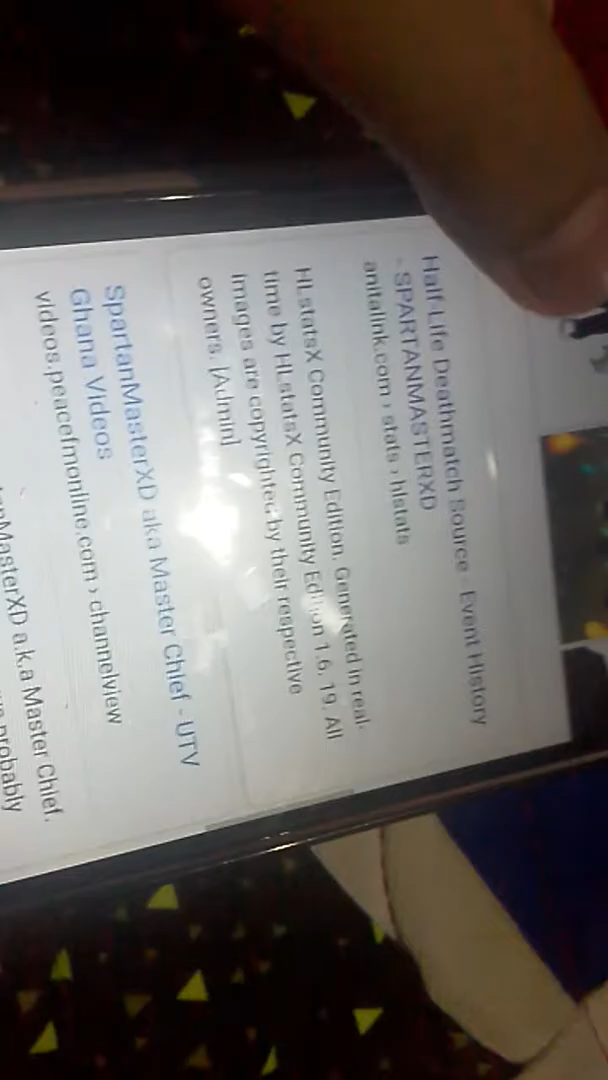 Half-Life Deathmatch Source - Event History
- SPARTANMASTERXD
anitalink.com › stats › hlstats
HLstatsX Community Edition. Generated in real-
time by HLstatsX Community Edition 1.6. 19. All
images are copyrighted by their respective
owners. [Admin]
SpartanMasterXD aka Master Chief - UTV
Ghana Videos
videos.peacefmonline.com › channelview
a.k.a Master Chief.
probably